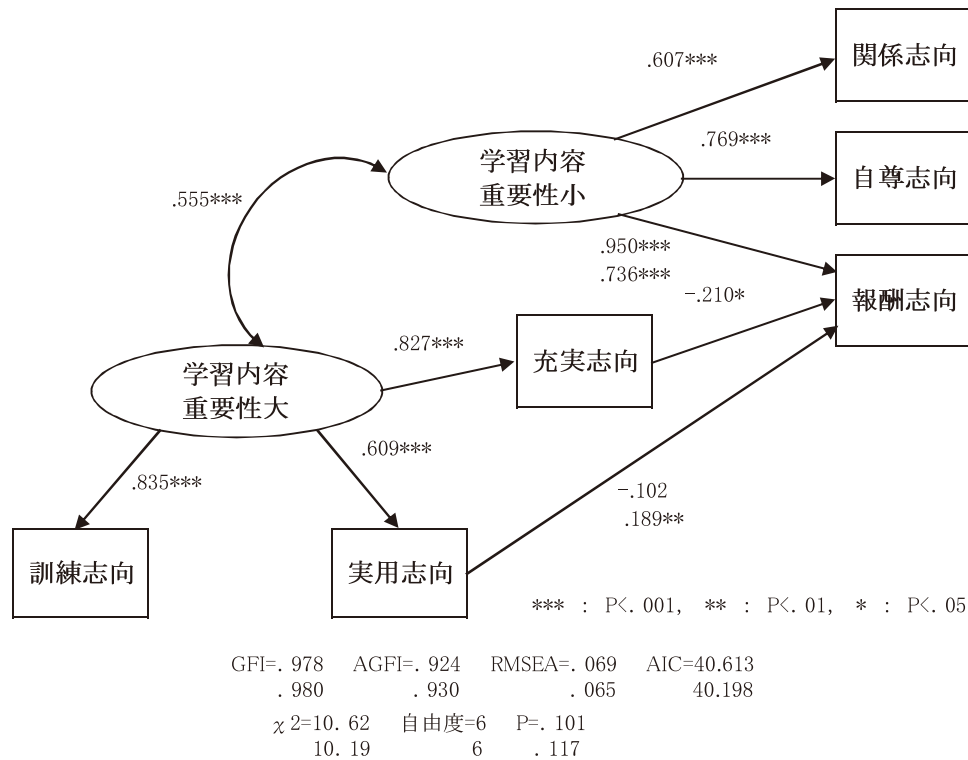 関係志向
.607***
.769***
学習内容
重要性小
自尊志向
.555***
.950***
.736***
-.210*
報酬志向
.827***
充実志向
学習内容
重要性大
.609***
.835***
-.102
.189**
訓練志向
実用志向
*** : P<. 001, ** : P<. 01, * : P<. 05
GFI=. 978 AGFI=. 924 RMSEA=. 069 AIC=40.613
. 980 . 930 . 065 40.198
χ2=10. 62 自由度=6 P=. 101
10. 19 6 . 117